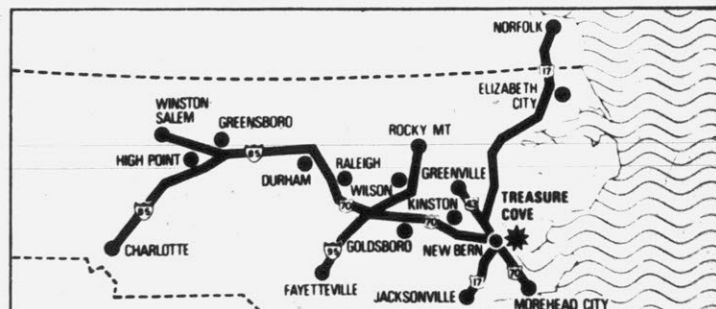 NORFOLK
17
ELIZABETH
CITY
WINSTON
SALEM
GREENSBORO
ROCKY MT
HIGH POINT
85
DURHAM
RALEIGH
WILSON
GREENVILLE
43
TREASURE
COVE
85
70
KINSTON
70
GOLDSBORO
NEW BERN
CHARLOTTE
95
FAYETTEVILLE
17
70
JACKSONVILLE
MOREHEAD CITY